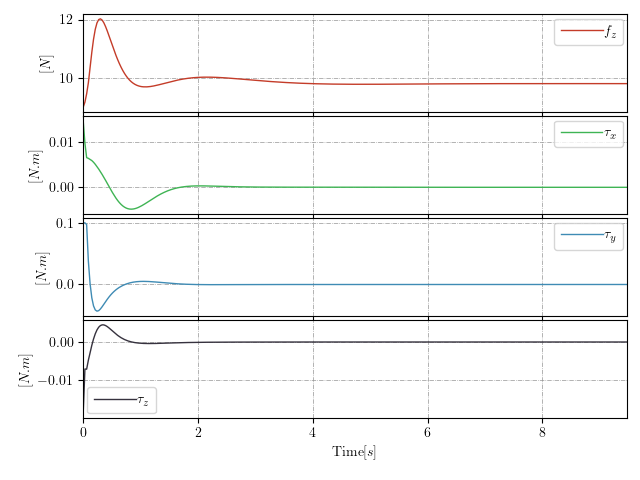 12
10
[N]
f_z
0.01
0.00
[N.m]
τ_x
0.1
0.0
[N.m]
τ_y
0.00
−0.01
[N.m]
τ_z
0 2 4 6 8
Time[s]